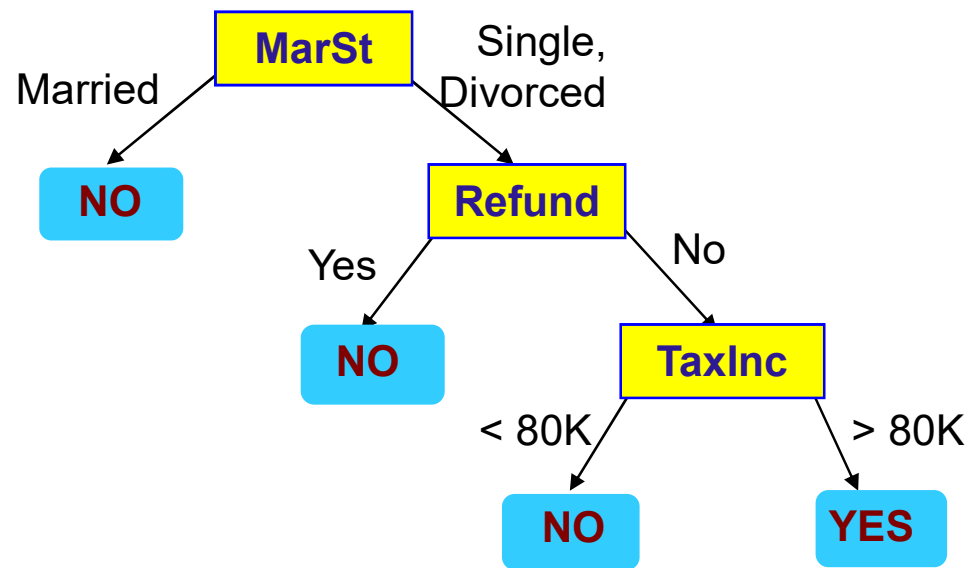 MarSt
Single,
Married
Divorced
NO
Refund
Yes
No
NO
TaxInc
< 80K
> 80K
NO
YES